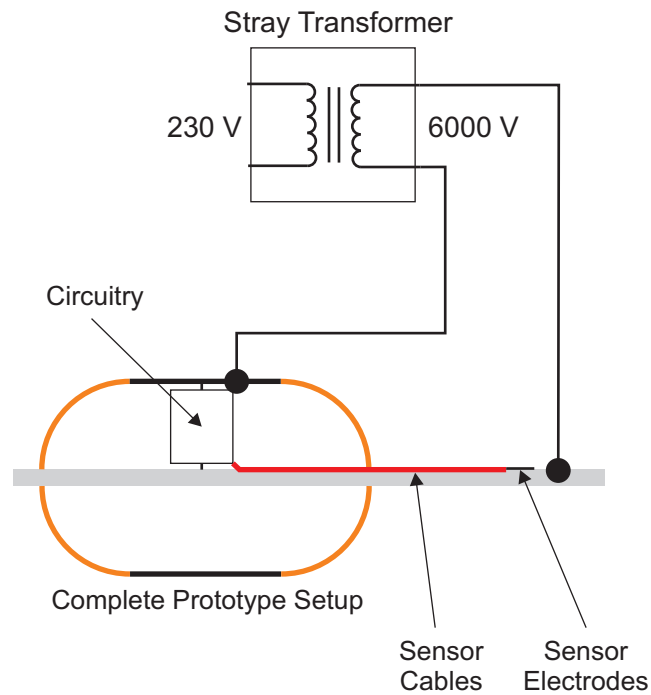 Stray Transformer
230 V
6000 V
Circuitry
Complete Prototype Setup
Sensor
Cables
Sensor
Electrodes